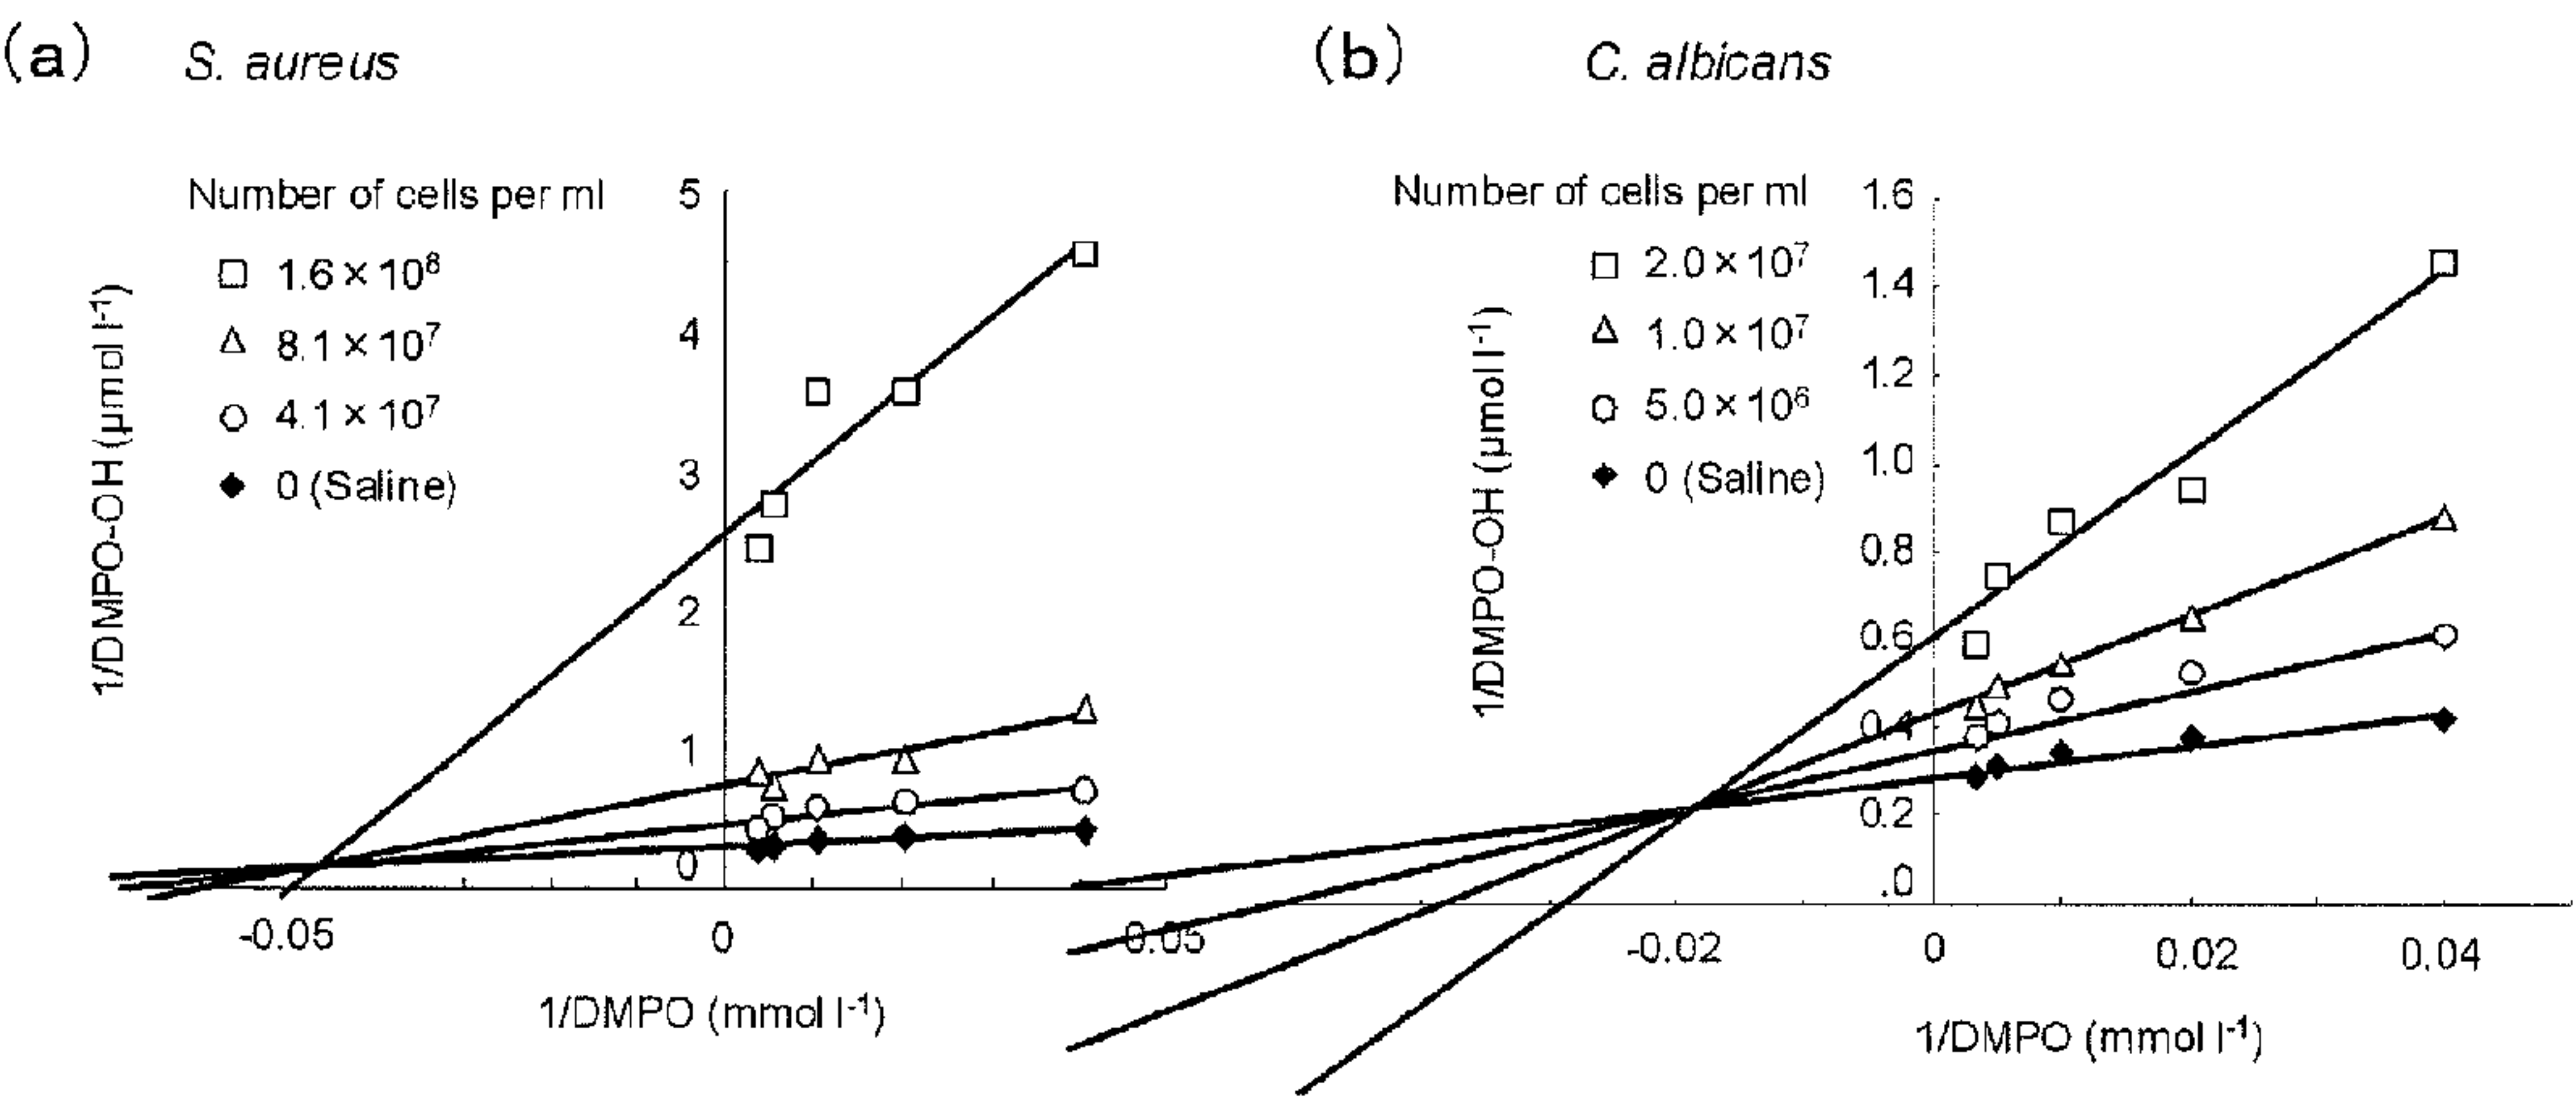 (a) S. aureus
Number of cells per ml
□ 1.6×10⁸
△ 8.1×10⁷
○ 4.1×10⁷
◆ 0 (Saline)
1/DMPO-OH (μmol l⁻¹)
5
4
3
2
1
0
-0.05 0 0.05
1/DMPO (mmol l⁻¹)
(b) C. albicans
Number of cells per ml
□ 2.0×10⁷
△ 1.0×10⁷
○ 5.0×10⁶
◆ 0 (Saline)
1/DMPO-OH (μmol l⁻¹)
1.6
1.4
1.2
1.0
0.8
0.6
0.4
0.2
.0
-0.02 0 0.02 0.04
1/DMPO (mmol l⁻¹)